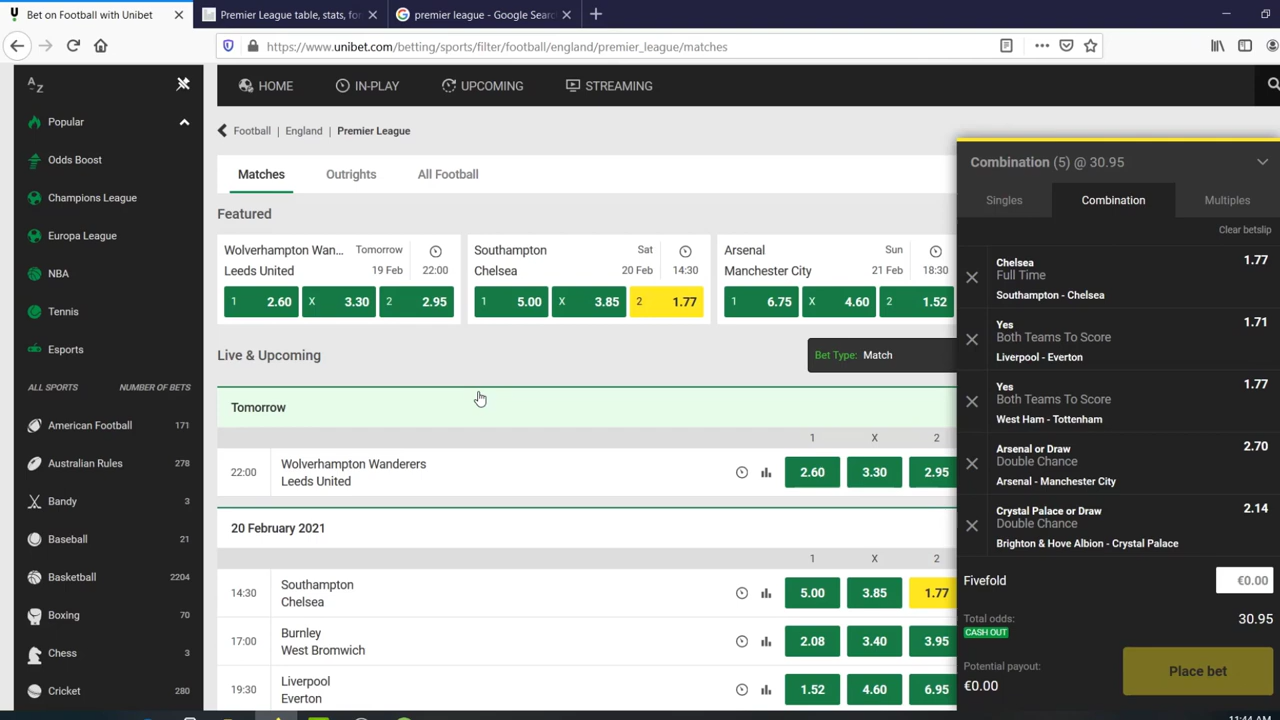 Bet on Football with Unibet
Premier League table, stats, for
premier league - Google Searc
https://www.unibet.com/betting/sports/filter/football/england/premier_league/matches
A Z
Popular
Odds Boost
Champions League
Europa League
NBA
Tennis
Esports
ALL SPORTS NUMBER OF BETS
American Football 171
Australian Rules 278
Bandy 3
Baseball 21
Basketball 2204
Boxing 70
Chess 3
Cricket 280
HOME IN-PLAY UPCOMING STREAMING
Football | England | Premier League
Matches Outrights All Football
Featured
Wolverhampton Wan... Tomorrow
Leeds United 19 Feb 22:00
1 2.60 X 3.30 2 2.95
Southampton Sat
Chelsea 20 Feb 14:30
1 5.00 X 3.85 2 1.77
Arsenal Sun
Manchester City 21 Feb 18:30
1 6.75 X 4.60 2 1.52
Live & Upcoming
Bet Type: Match
Tomorrow
1 X 2
22:00 Wolverhampton Wanderers 2.60 3.30 2.95
Leeds United
20 February 2021
1 X 2
14:30 Southampton 5.00 3.85 1.77
Chelsea
17:00 Burnley 2.08 3.40 3.95
West Bromwich
19:30 Liverpool 1.52 4.60 6.95
Everton
Combination (5) @ 30.95
Singles Combination Multiples
Clear betslip
Chelsea 1.77
Full Time
Southampton - Chelsea
Yes 1.71
Both Teams To Score
Liverpool - Everton
Yes 1.77
Both Teams To Score
West Ham - Tottenham
Arsenal or Draw 2.70
Double Chance
Arsenal - Manchester City
Crystal Palace or Draw 2.14
Double Chance
Brighton & Hove Albion - Crystal Palace
Fivefold €0.00
Total odds: 30.95
CASH OUT
Potential payout:
€0.00
Place bet
11:44 AM